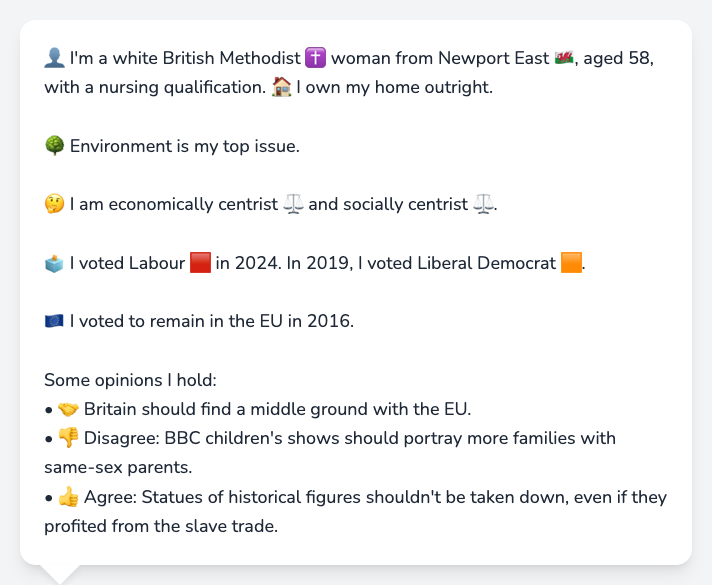 👤 I'm a white British Methodist ✝️ woman from Newport East 🏴󠁧󠁢󠁷󠁬󠁳󠁿, aged 58,
with a nursing qualification. 🏠 I own my home outright.
🌳 Environment is my top issue.
🤔 I am economically centrist ⚖️ and socially centrist ⚖️.
🗳️ I voted Labour 🟥 in 2024. In 2019, I voted Liberal Democrat 🟧.
🇪🇺 I voted to remain in the EU in 2016.
Some opinions I hold:
• 🤝 Britain should find a middle ground with the EU.
• 👎 Disagree: BBC children's shows should portray more families with
same-sex parents.
• 👍 Agree: Statues of historical figures shouldn't be taken down, even if they
profited from the slave trade.